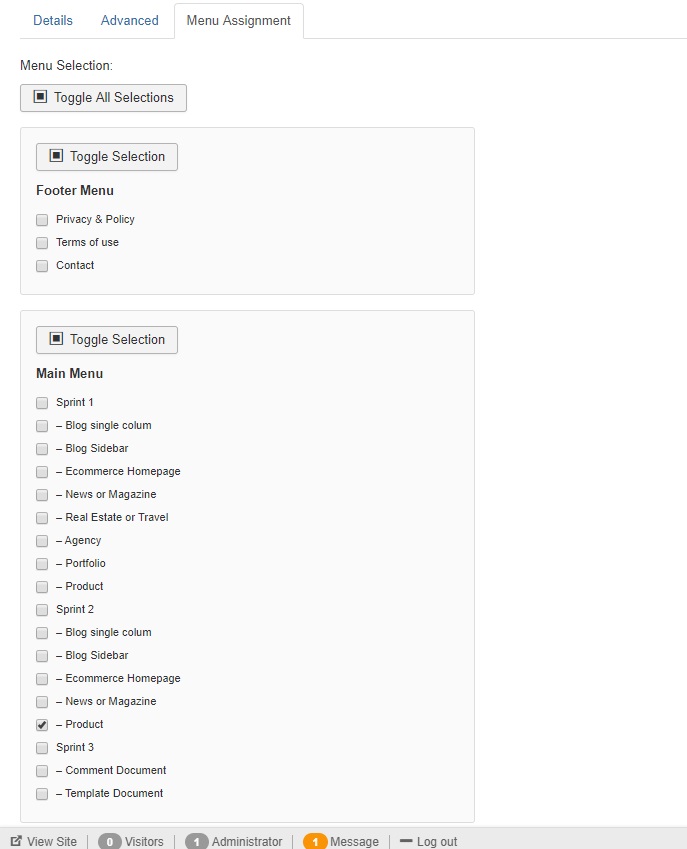 Details Advanced Menu Assignment
Menu Selection:
Toggle All Selections
Toggle Selection
Footer Menu
Privacy & Policy
Terms of use
Contact
Toggle Selection
Main Menu
Sprint 1
– Blog single colum
– Blog Sidebar
– Ecommerce Homepage
– News or Magazine
– Real Estate or Travel
– Agency
– Portfolio
– Product
Sprint 2
– Blog single colum
– Blog Sidebar
– Ecommerce Homepage
– News or Magazine
– Product
Sprint 3
– Comment Document
– Template Document
View Site 0 Visitors 1 Administrator 1 Message Log out